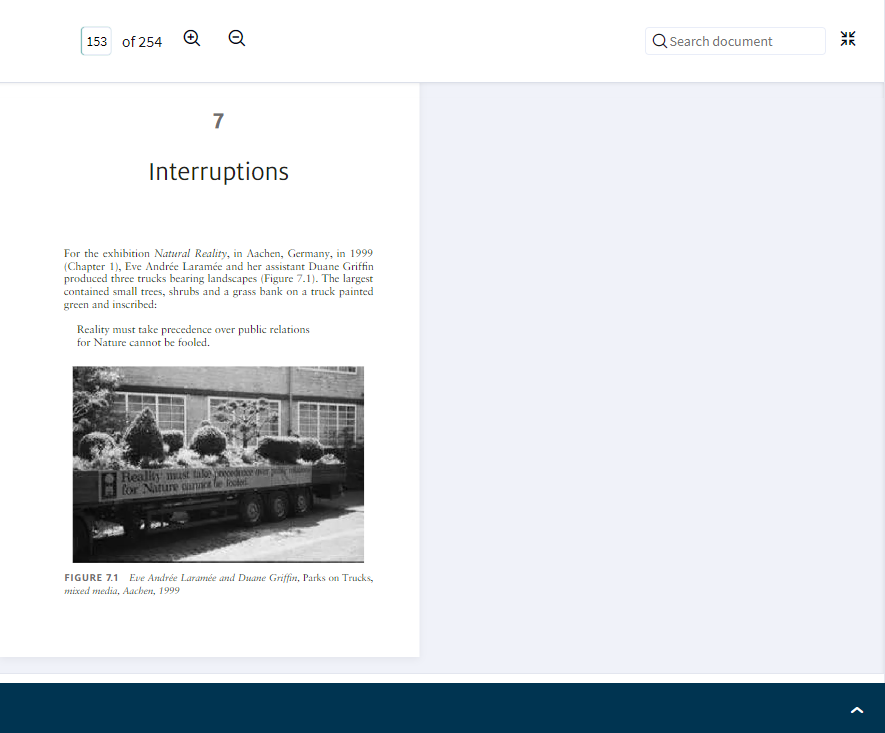 153 of 254
Search document
7
Interruptions
For the exhibition Natural Reality, in Aachen, Germany, in 1999
(Chapter 1), Eve Andrée Laramée and her assistant Duane Griffin
produced three trucks bearing landscapes (Figure 7.1). The largest
contained small trees, shrubs and a grass bank on a truck painted
green and inscribed:
Reality must take precedence over public relations
for Nature cannot be fooled.
Reality must take precedence over public relations
for Nature cannot be fooled.
FIGURE 7.1 Eve Andrée Laramée and Duane Griffin, Parks on Trucks,
mixed media, Aachen, 1999